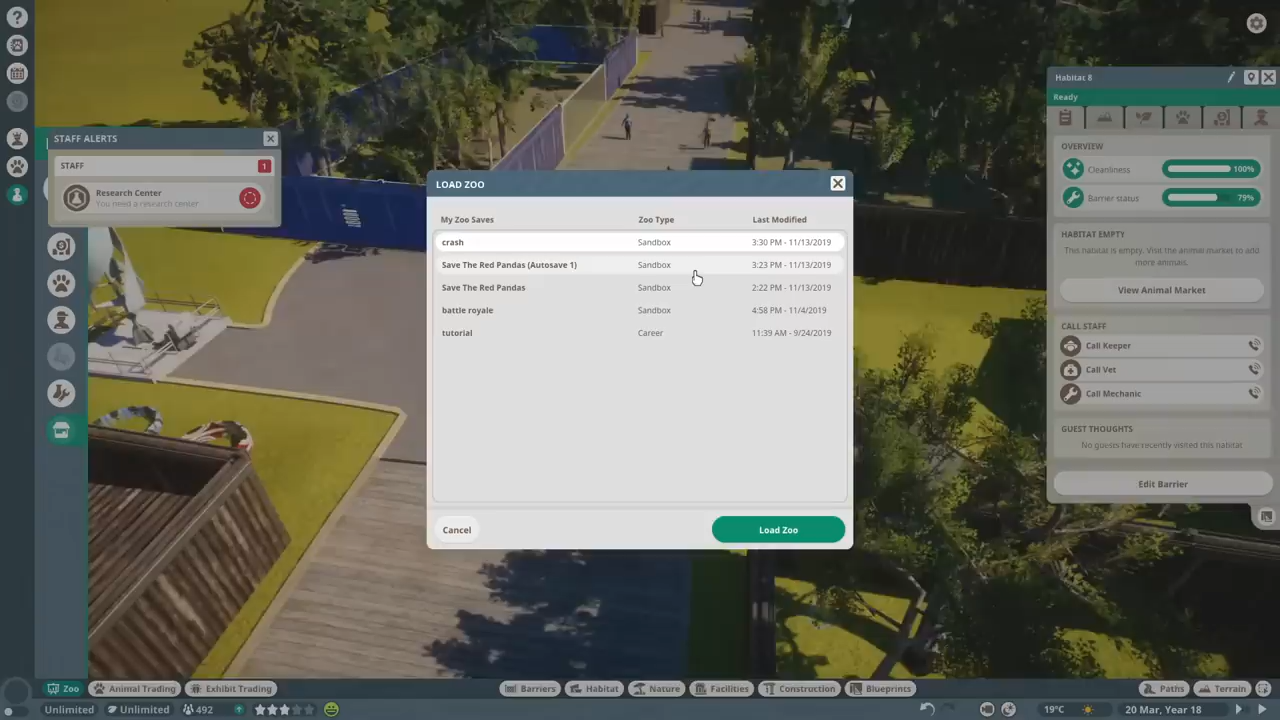 ?
STAFF ALERTS
STAFF 1
Research Center
You need a research center
LOAD ZOO
My Zoo Saves Zoo Type Last Modified
crash Sandbox 3:30 PM - 11/13/2019
Save The Red Pandas (Autosave 1) Sandbox 3:23 PM - 11/13/2019
Save The Red Pandas Sandbox 2:22 PM - 11/13/2019
battle royale Sandbox 4:58 PM - 11/4/2019
tutorial Career 11:39 AM - 9/24/2019
Cancel Load Zoo
Habitat 8
Ready
OVERVIEW
Cleanliness 100%
Barrier status 79%
HABITAT EMPTY
This habitat is empty. Visit the animal market to add
more animals.
View Animal Market
CALL STAFF
Call Keeper
Call Vet
Call Mechanic
GUEST THOUGHTS
No guests have recently visited this habitat
Edit Barrier
Zoo Animal Trading Exhibit Trading Barriers Habitat Nature Facilities Construction Blueprints Paths Terrain
Unlimited Unlimited 492 19°C 20 Mar, Year 18